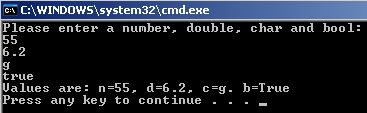 C:\WINDOWS\system32\cmd.exe
Please enter a number, double, char and bool:
55
6.2
g
true
Values are: n=55, d=6.2, c=g. b=True
Press any key to continue . . .